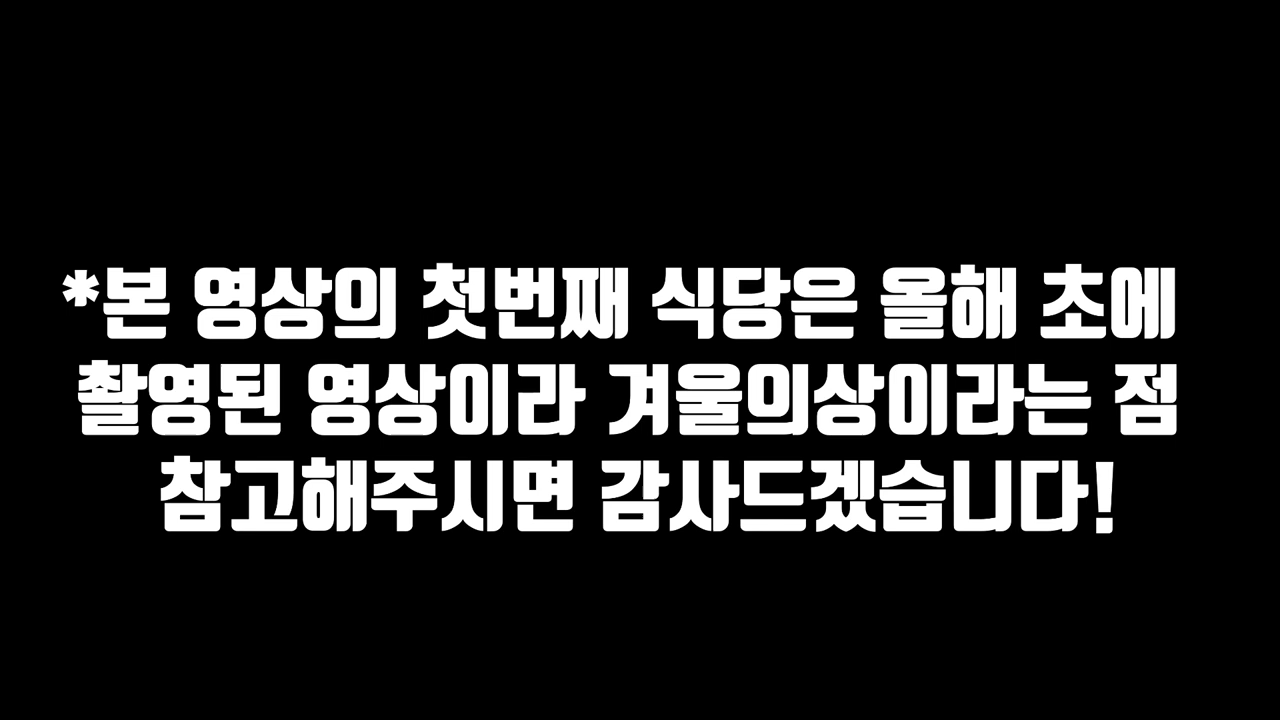 *본 영상의 첫번째 식당은 올해 초에
촬영된 영상이라 겨울의상이라는 점
참고해주시면 감사드겠습니다!